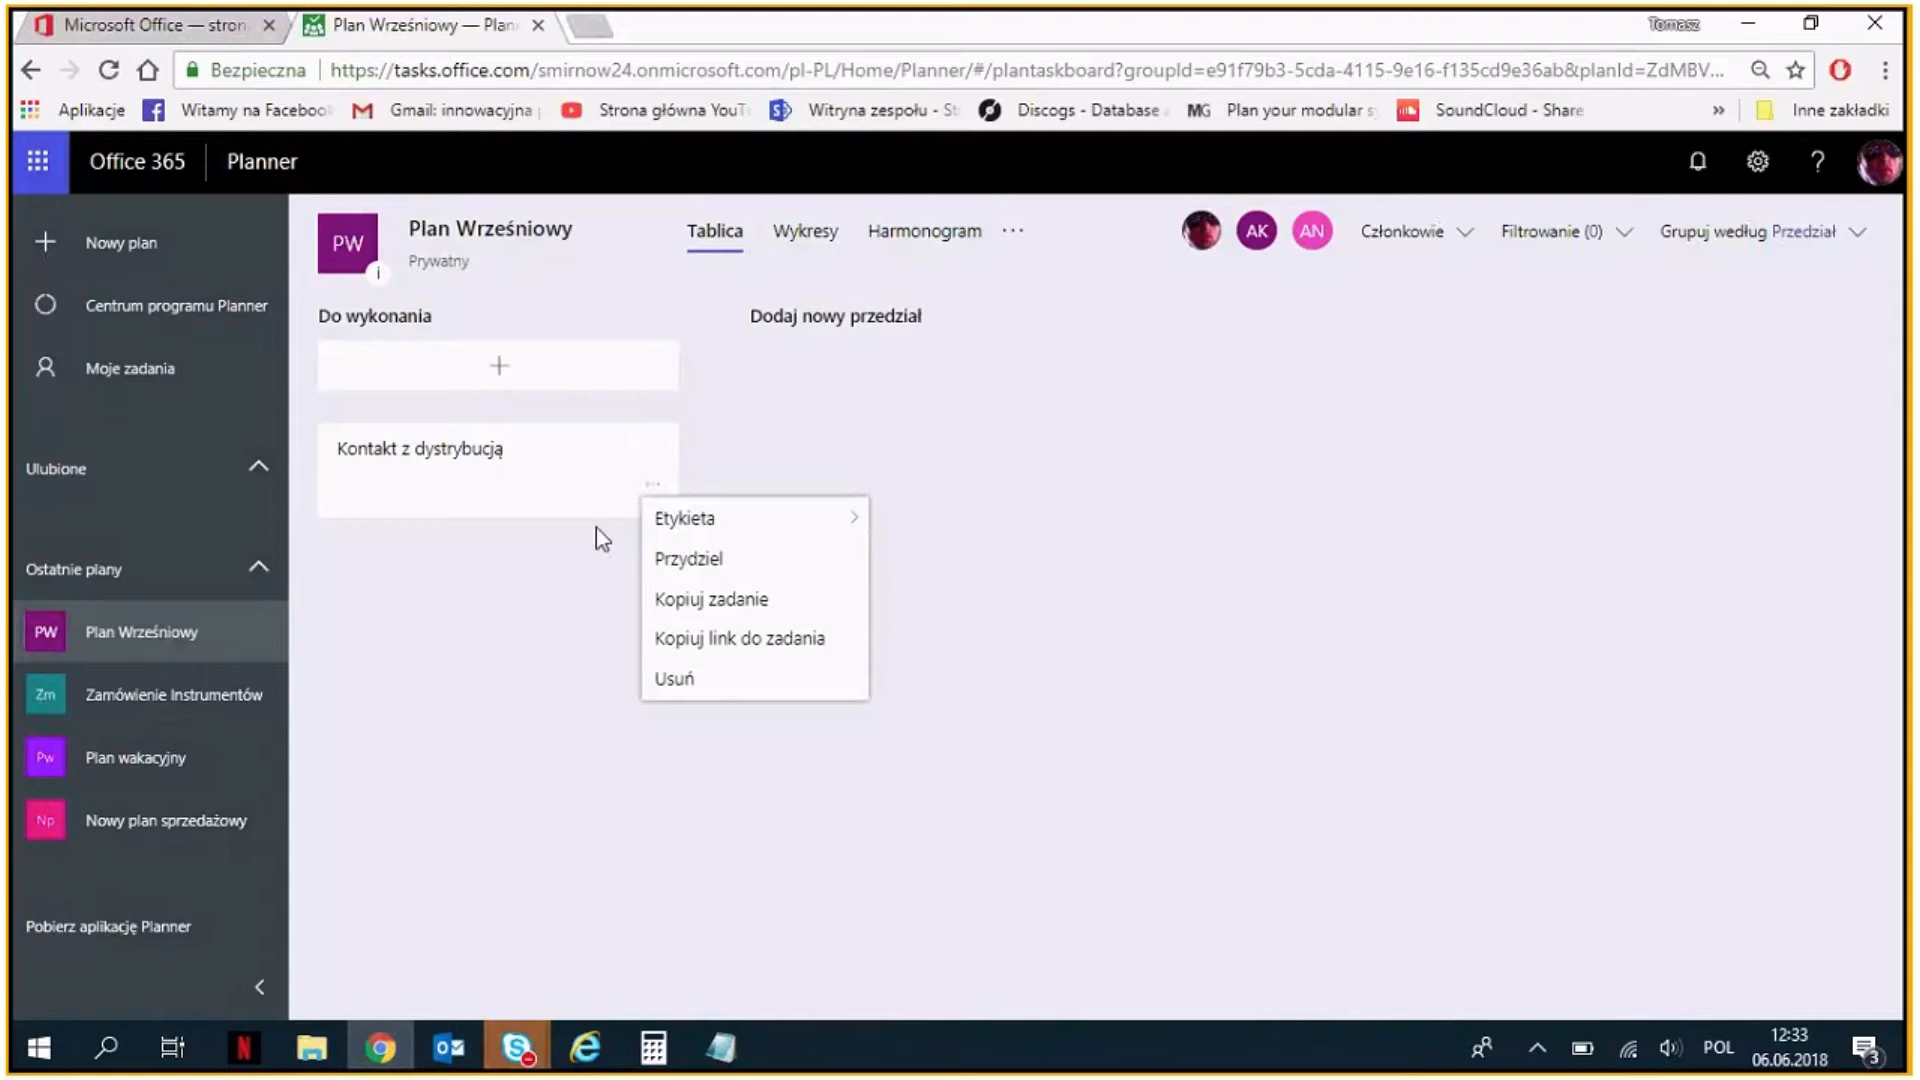 Microsoft Office — stron
Plan Wrześniowy — Plan
Tomasz
Bezpieczna
https://tasks.office.com/smirnow24.onmicrosoft.com/pl-PL/Home/Planner/#/plantaskboard?groupId=e91f79b3-5cda-4115-9e16-f135cd9e36ab&planId=ZdMBV...
Aplikacje
Witamy na Faceboo
Gmail: innowacyjna
Strona główna YouT
Witryna zespołu - St
Discogs - Database
MG
Plan your modular s
SoundCloud - Share
»
Inne zakładki
Office 365
Planner
?
Nowy plan
Centrum programu Planner
Moje zadania
Ulubione
Ostatnie plany
PW
Plan Wrześniowy
Zm
Zamówienie Instrumentów
Pw
Plan wakacyjny
Np
Nowy plan sprzedażowy
Pobierz aplikację Planner
PW
i
Plan Wrześniowy
Prywatny
Tablica
Wykresy
Harmonogram
...
AK
AN
Członkowie
Filtrowanie (0)
Grupuj według Przedział
Do wykonania
Dodaj nowy przedział
+
Kontakt z dystrybucją
...
Etykieta
Przydziel
Kopiuj zadanie
Kopiuj link do zadania
Usuń
POL
12:33
06.06.2018
3